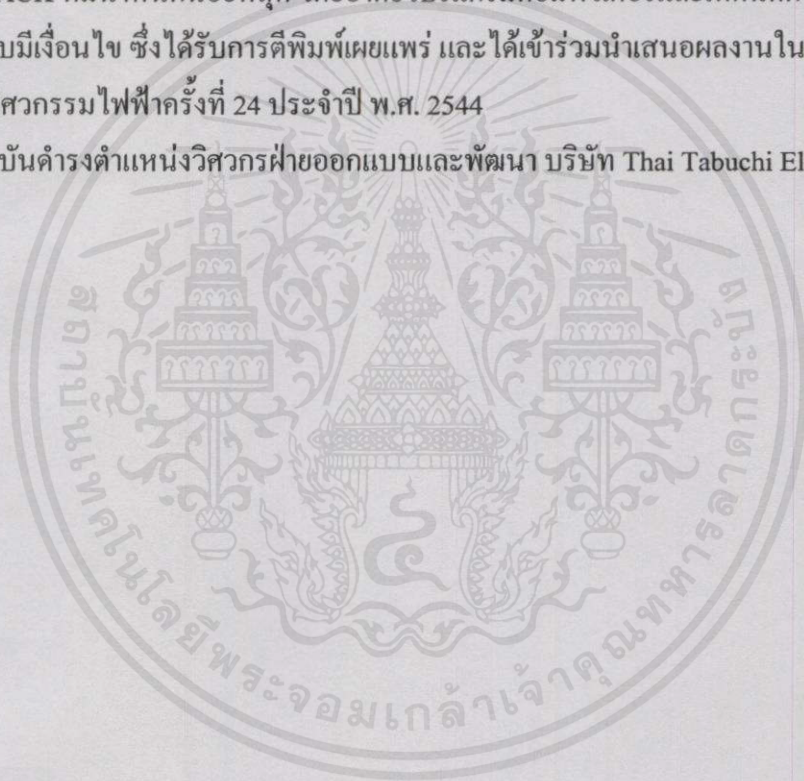 บมีเงื่อนไข ซึ่งได้รับการตีพิมพ์เผยแพร่ และได้เข้าร่วมนำเสนอผลงานใน
ศวกรรมไฟฟ้าครั้งที่ 24 ประจำปี พ.ศ. 2544
บันดำรงตำแหน่งวิศวกรฝ่ายออกแบบและพัฒนา บริษัท Thai Tabuchi El
สถาบันเทคโนโลยีพระจอมเกล้าเจ้าคุณทหารลาดกระบัง